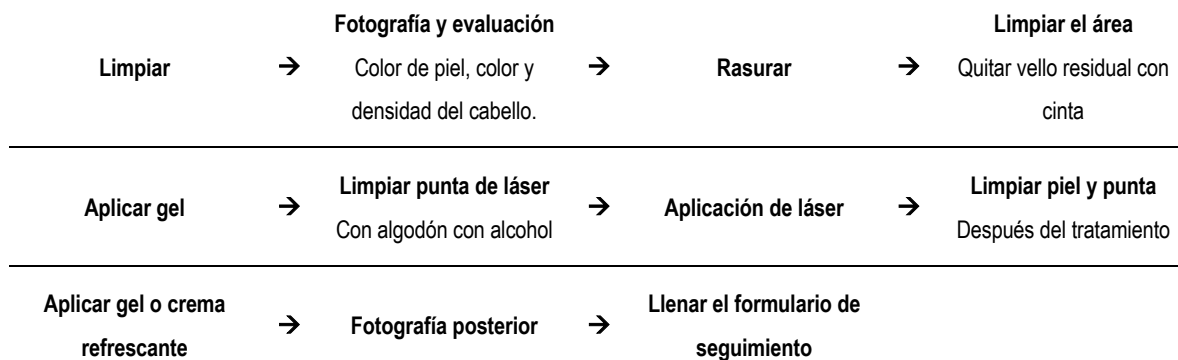 Limpiar → Fotografía y evaluación
Color de piel, color y
densidad del cabello. → Rasurar → Limpiar el área
Quitar vello residual con
cinta
Aplicar gel → Limpiar punta de láser
Con algodón con alcohol → Aplicación de láser → Limpiar piel y punta
Después del tratamiento
Aplicar gel o crema
refrescante → Fotografía posterior → Llenar el formulario de
seguimiento